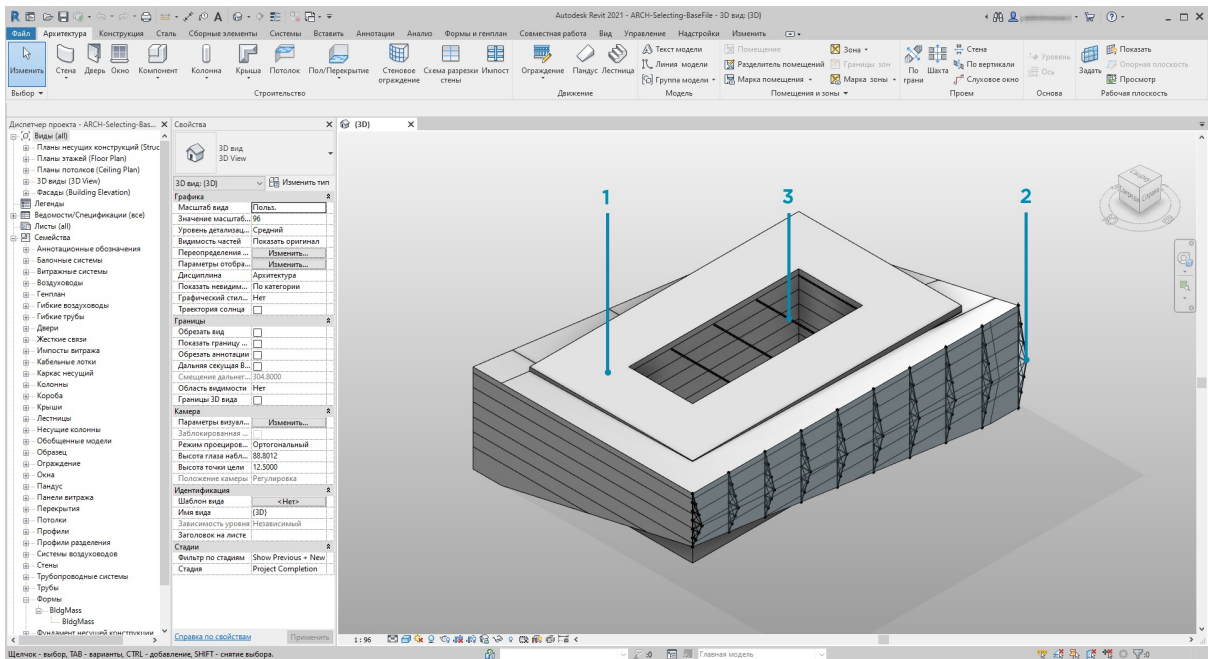 Autodesk Revit 2021 - ARCH-Selecting-BaseFile - 3D вид: {3D}
Файл Архитектура Конструкция Сталь Сборные элементы Системы Вставить Аннотации Анализ Формы и генплан Совместная работа Вид Управление Надстройки Изменить
Изменить Стена Дверь Окно Компонент Колонна Крыша Потолок Пол/Перекрытие Стеновое ограждение Схема разрезки стены Импост Ограждение Пандус Лестница
Текст модели
Линия модели
Группа модели
Помещение
Разделитель помещений
Марка помещения
Зона
Границы зон
Марка зоны
По грани
Шахта
Стена
По вертикали
Слуховое окно
Уровень
Ось
Задать
Показать
Опорная плоскость
Просмотр
Выбор Строительство Движение Модель Помещения и зоны Проем Основа Рабочая плоскость
Диспетчер проекта - ARCH-Selecting-Bas...
Виды (all)
Планы несущих конструкций (Struc
Планы этажей (Floor Plan)
Планы потолков (Ceiling Plan)
3D виды (3D View)
Фасады (Building Elevation)
Легенды
Ведомости/Спецификации (все)
Листы (all)
Семейства
Аннотационные обозначения
Балочные системы
Витражные системы
Воздуховоды
Генплан
Гибкие воздуховоды
Гибкие трубы
Двери
Жесткие связи
Импосты витража
Кабельные лотки
Каркас несущий
Колонны
Короба
Крыши
Лестницы
Несущие колонны
Обобщенные модели
Образец
Ограждение
Окна
Пандус
Панели витража
Перекрытия
Потолки
Профили
Профили разделения
Системы воздуховодов
Стены
Трубопроводные системы
Трубы
Формы
BldgMass
BldgMass
Фундамент несущей конструкции
Свойства
3D вид
3D View
3D вид: {3D} Изменить тип
Графика
Масштаб вида Польз.
Значение масштаб... 96
Уровень детализац... Средний
Видимость частей Показать оригинал
Переопределения ... Изменить...
Параметры отобра... Изменить...
Дисциплина Архитектура
Показать невидим... По категории
Графический стил... Нет
Траектория солнца
Границы
Обрезать вид
Показать границу ...
Обрезать аннотации
Дальняя секущая В...
Смещение дальнег... 304.8000
Область видимости Нет
Границы 3D вида
Камера
Параметры визуал... Изменить...
Заблокированная ...
Режим проециров... Ортогональный
Высота глаза набл... 88.8012
Высота точки цели 12.5000
Положение камеры Регулировка
Идентификация
Шаблон вида <Нет>
Имя вида {3D}
Зависимость уровня Независимый
Заголовок на листе
Стадии
Фильтр по стадиям Show Previous + New
Стадия Project Completion
Справка по свойствам Применить
{3D}
1 3 2
1 : 96
Щелчок - выбор, TAB - варианты, CTRL - добавление, SHIFT - снятие выбора.
:0 Главная модель :0